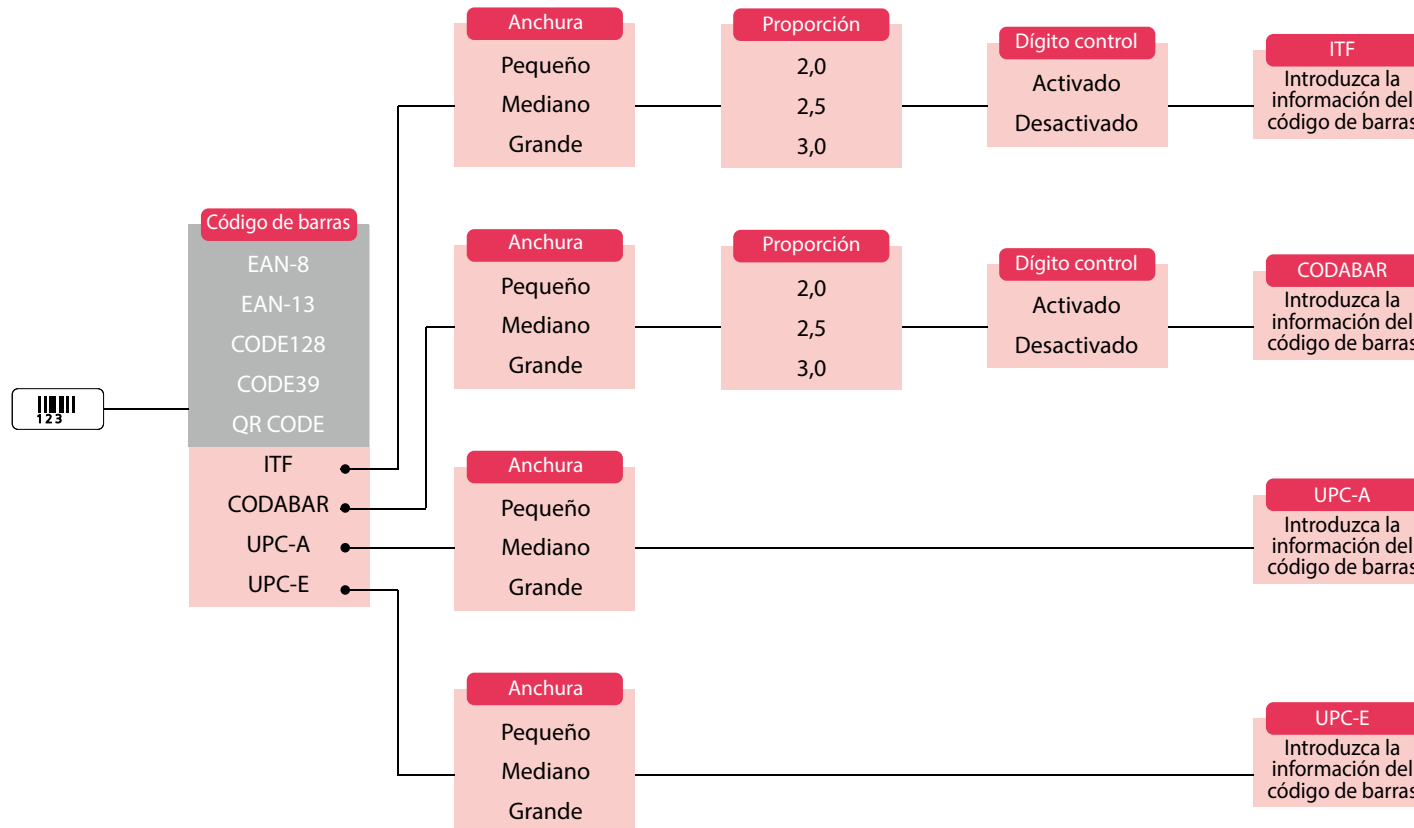 Anchura
Pequeño
Mediano
Grande
Proporción
2,0
2,5
3,0
Dígito control
Activado
Desactivado
ITF
Introduzca la
información del
código de barras
Código de barras
EAN-8
EAN-13
CODE128
CODE39
QR CODE
ITF
CODABAR
UPC-A
UPC-E
123
Anchura
Pequeño
Mediano
Grande
Proporción
2,0
2,5
3,0
Dígito control
Activado
Desactivado
CODABAR
Introduzca la
información del
código de barras
Anchura
Pequeño
Mediano
Grande
UPC-A
Introduzca la
información del
código de barras
Anchura
Pequeño
Mediano
Grande
UPC-E
Introduzca la
información del
código de barras